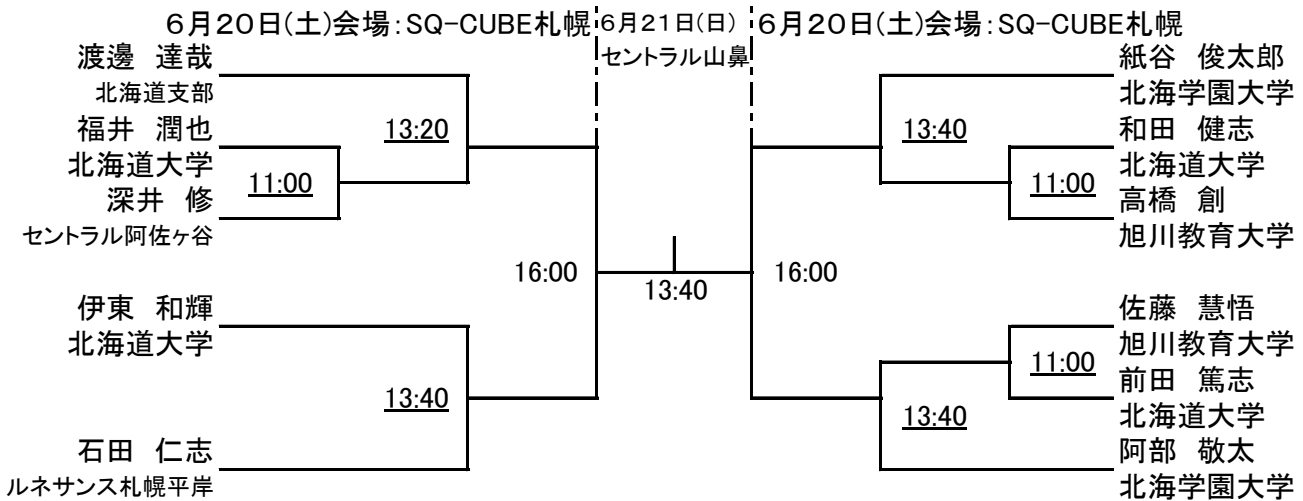 6月20日(土)会場:SQ-CUBE札幌
6月21日(日)
セントラル山鼻
6月20日(土)会場:SQ-CUBE札幌
渡邊 達哉
北海道支部
福井 潤也
北海道大学
深井 修
セントラル阿佐ヶ谷
伊東 和輝
北海道大学
石田 仁志
ルネサンス札幌平岸
13:20
11:00
13:40
16:00
13:40
16:00
13:40
11:00
11:00
13:40
紙谷 俊太郎
北海学園大学
和田 健志
北海道大学
高橋 創
旭川教育大学
佐藤 慧悟
旭川教育大学
前田 篤志
北海道大学
阿部 敬太
北海学園大学